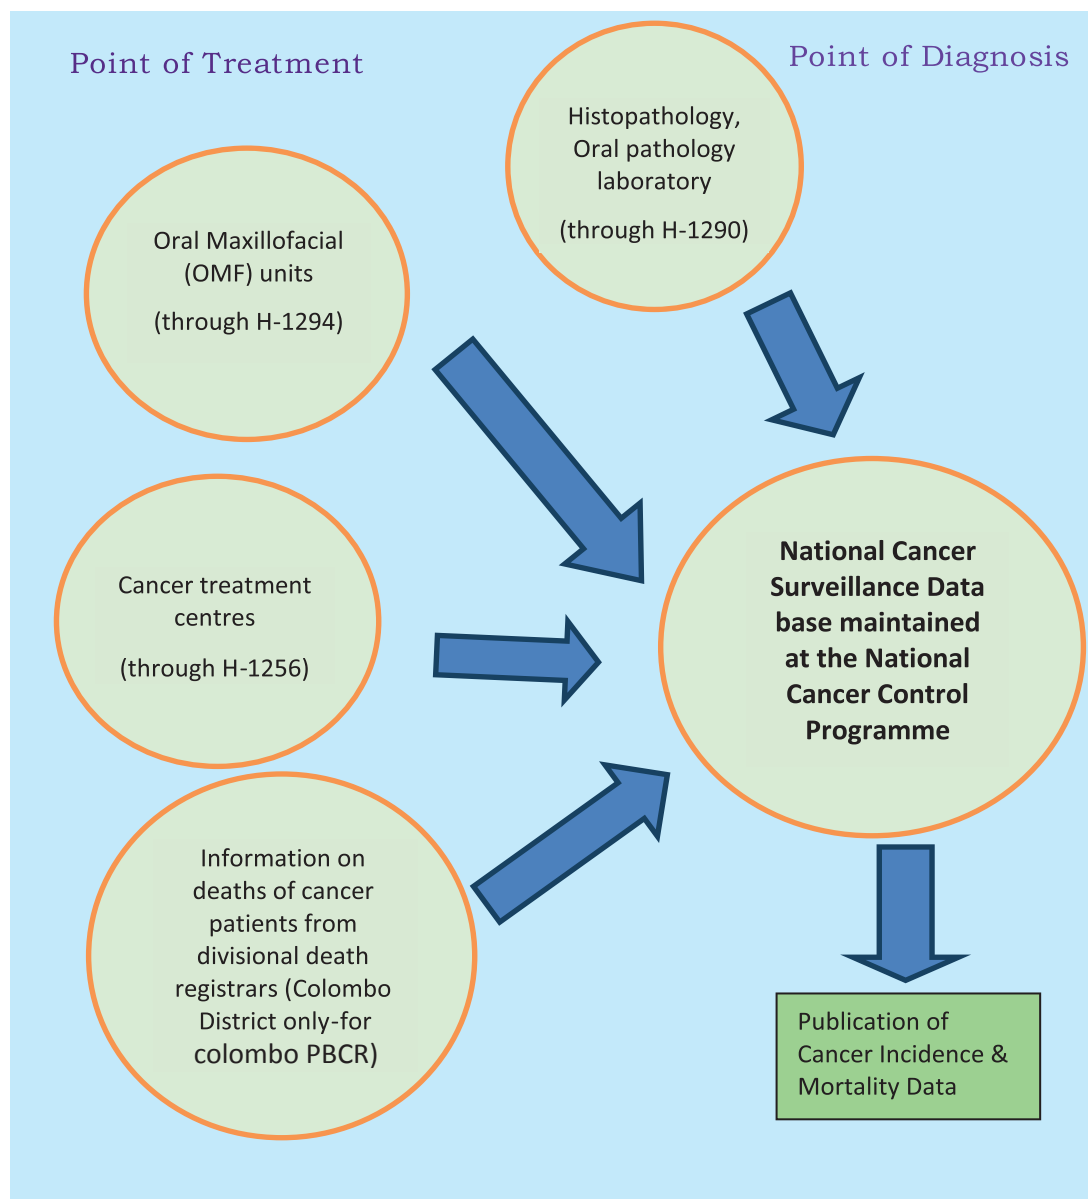 Point of Treatment
Point of Diagnosis
Histopathology,
Oral pathology
laboratory
(through H-1290)
Oral Maxillofacial
(OMF) units
(through H-1294)
Cancer treatment
centres
(through H-1256)
National Cancer
Surveillance Data
base maintained
at the National
Cancer Control
Programme
Information on
deaths of cancer
patients from
divisional death
registrars (Colombo
District only-for
colombo PBCR)
Publication of
Cancer Incidence &
Mortality Data